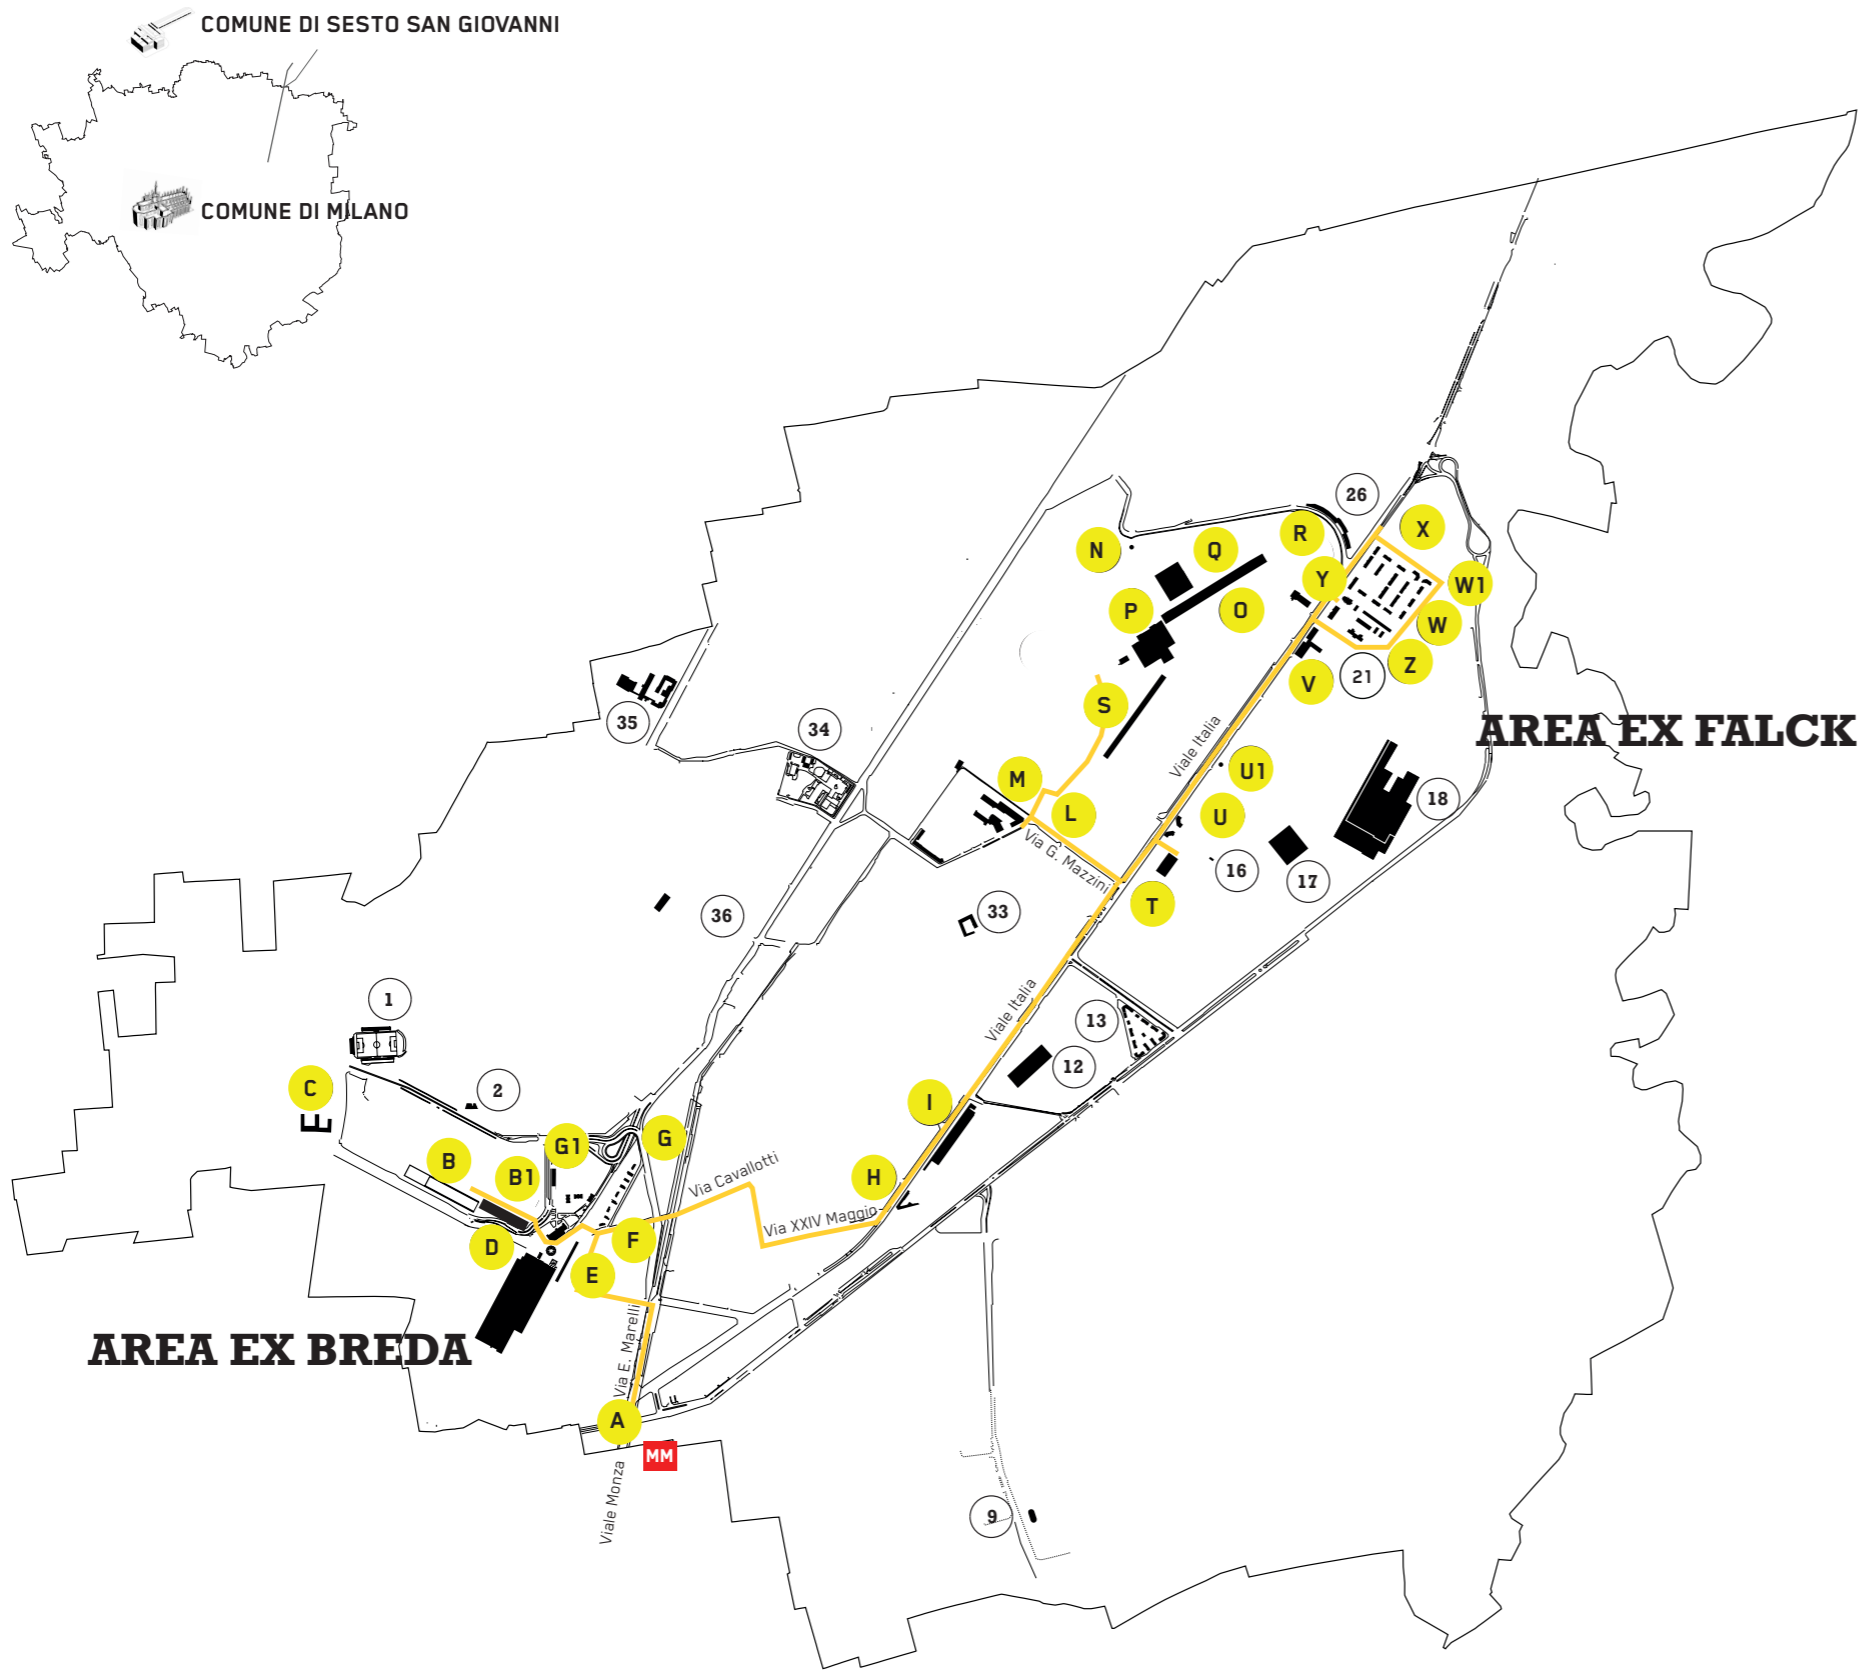 COMUNE DI SESTO SAN GIOVANNI
COMUNE DI MILANO
26
X
R
N
Q
Y
W1
P
O
W
Z
21
V
S
35
34
AREA EX FALCK
Viale Italia
M
U1
18
L
U
Via G. Mazzini
16
17
T
36
33
1
Viale Italia
13
12
C
2
I
G
G1
B
B1
Via Cavallotti
H
Via XXIV Maggio
D
F
E
AREA EX BREDA
Via E. Marelli
A
MM
Viale Monza
9